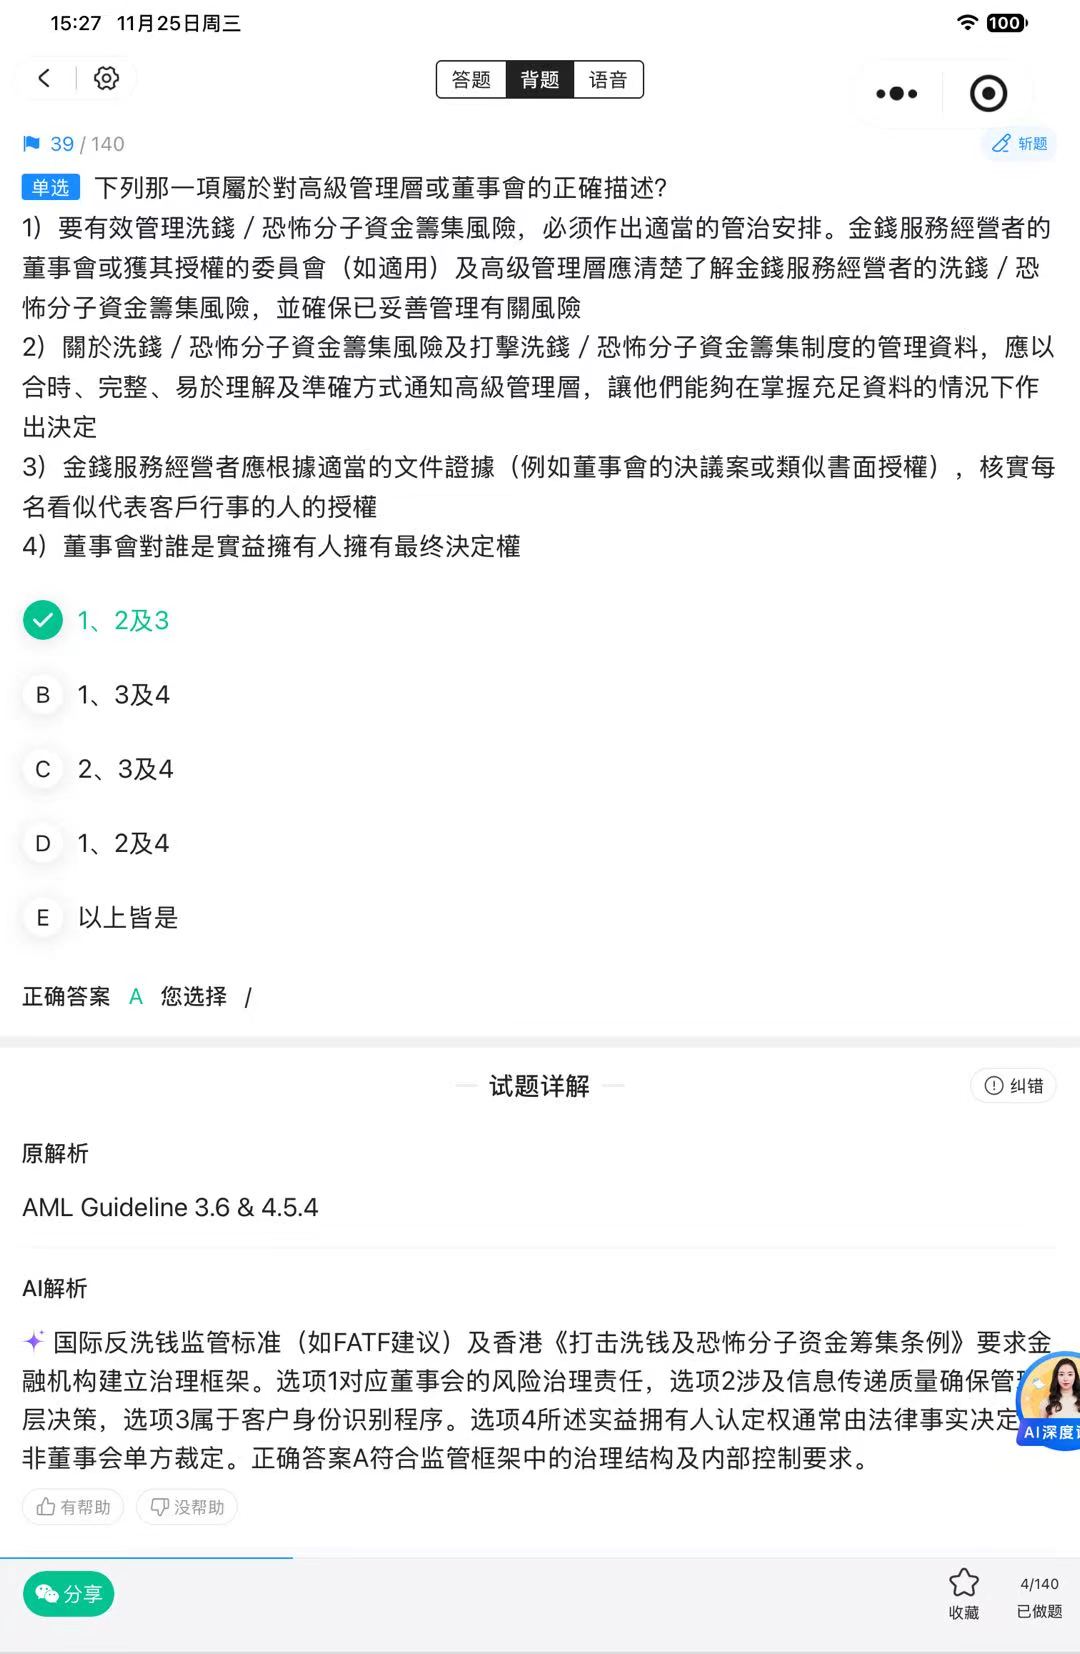 15:27 11月25日周三
100
答题 背题 语音
39 / 140
斩题
单选 下列那一項屬於對高級管理層或董事會的正確描述?
1）要有效管理洗錢 / 恐怖分子資金籌集風險，必须作出適當的管治安排。金錢服務經營者的
董事會或獲其授權的委員會（如適用）及高级管理層應清楚了解金錢服務經營者的洗錢 / 恐
怖分子資金籌集風險，並確保已妥善管理有關風險
2）關於洗錢 / 恐怖分子資金籌集風險及打擊洗錢 / 恐怖分子資金籌集制度的管理資料，應以
合時、完整、易於理解及準確方式通知高級管理層，讓他們能夠在掌握充足資料的情況下作
出決定
3）金錢服務經營者應根據適當的文件證據（例如董事會的決議案或類似書面授權），核實每
名看似代表客戶行事的人的授權
4）董事會對誰是實益擁有人擁有最终決定權
1、2及3
B 1、3及4
C 2、3及4
D 1、2及4
E 以上皆是
正确答案 A 您选择 /
试题详解
纠错
原解析
AML Guideline 3.6 & 4.5.4
AI解析
国际反洗钱监管标准（如FATF建议）及香港《打击洗钱及恐怖分子资金筹集条例》要求金
融机构建立治理框架。选项1对应董事会的风险治理责任，选项2涉及信息传递质量确保管
层决策，选项3属于客户身份识别程序。选项4所述实益拥有人认定权通常由法律事实决定
非董事会单方裁定。正确答案A符合监管框架中的治理结构及内部控制要求。
AI深度
有帮助 没帮助
分享
收藏
4/140
已做题